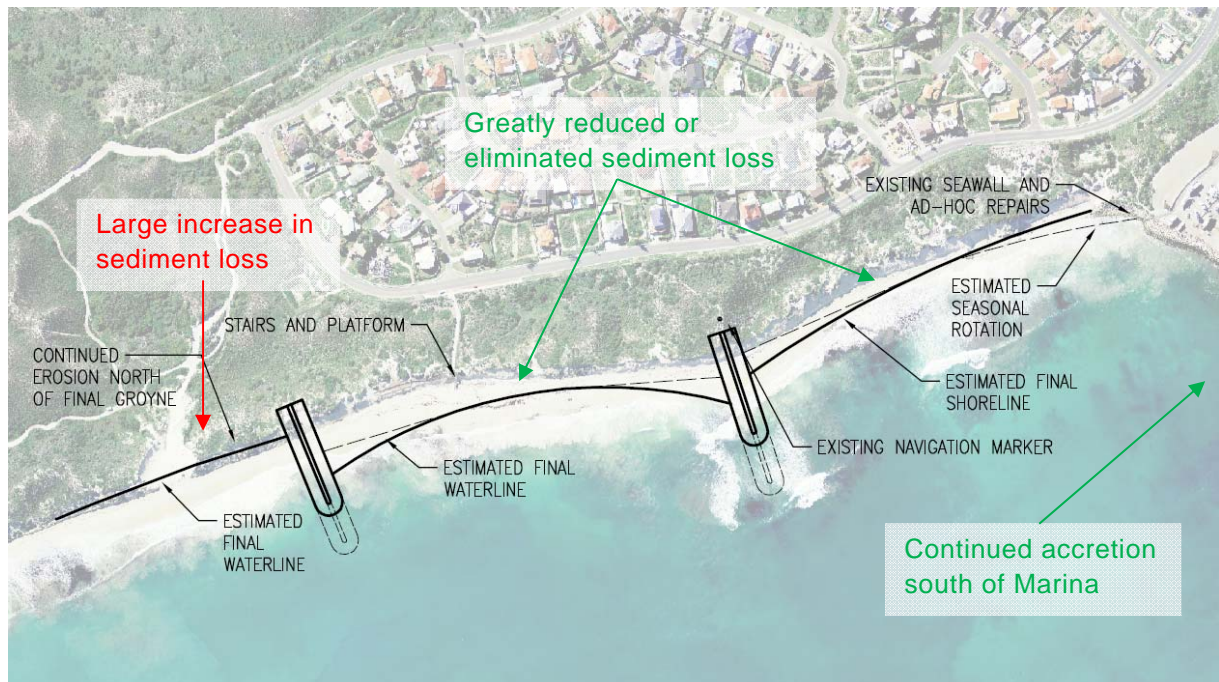 Greatly reduced or
eliminated sediment loss
EXISTING SEAWALL AND
AD-HOC REPAIRS
Large increase in
sediment loss
ESTIMATED
SEASONAL
ROTATION
STAIRS AND PLATFORM
CONTINUED
EROSION NORTH
OF FINAL GROYNE
ESTIMATED FINAL
SHORELINE
EXISTING NAVIGATION MARKER
ESTIMATED FINAL
WATERLINE
ESTIMATED
FINAL
WATERLINE
Continued accretion
south of Marina